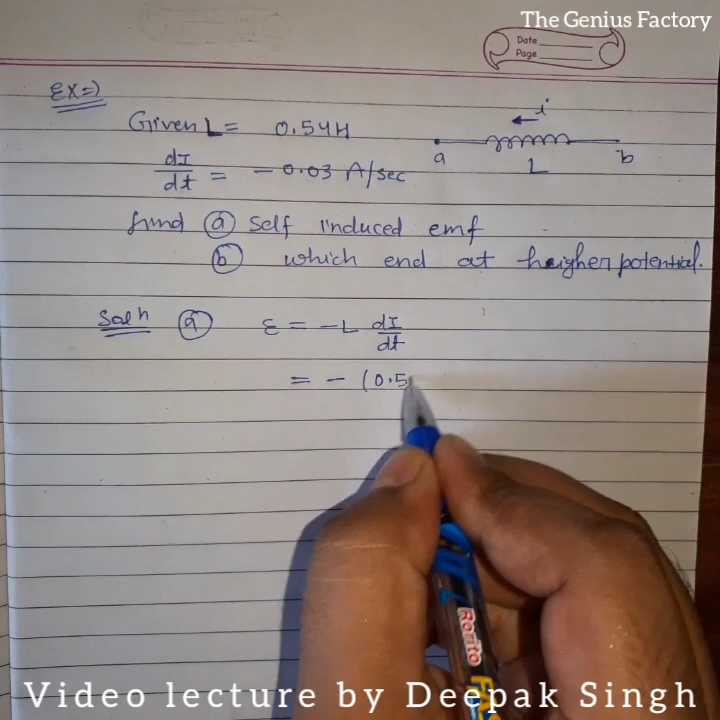 The Genius Factory
Date
Page
Ex=)
Given L = 0.54H
i
a
b
L
dI/dt = - 0.03 A/sec
find (a) self induced emf
(b) which end at heigher potential.
Solⁿ (a) ε = -L dI/dt
= - (0.5
Rorito
Video lecture by Deepak Singh